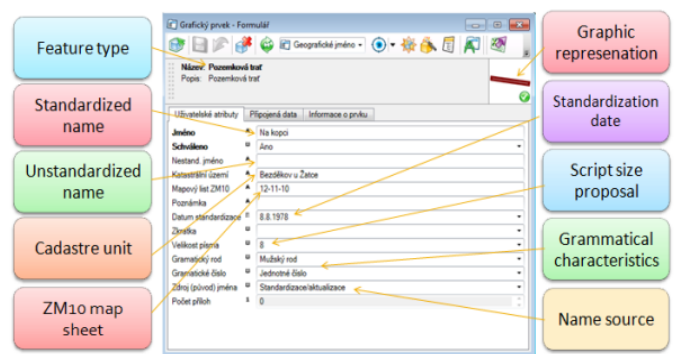 Grafický prvek - Formulář
Geografické jméno
Název: Pozemková trať
Popis: Pozemková trať
Uživatelské atributy Připojená data Informace o prvku
Jméno Na kopci
Schváleno Ano
Nestand. jméno
Katastrální území Bezděkov u Žatce
Mapový list ZM10 12-11-10
Poznámka
Datum standardizace 8.8.1978
Zkratka
Velikost písma 8
Gramatický rod Mužský rod
Gramatické číslo Jednotné číslo
Zdroj (původ) jména Standardizace/aktualizace
Počet příloh 0
Feature type
Standardized
name
Unstandardized
name
Cadastre unit
ZM10 map
sheet
Graphic
represenation
Standardization
date
Script size
proposal
Grammatical
characteristics
Name source